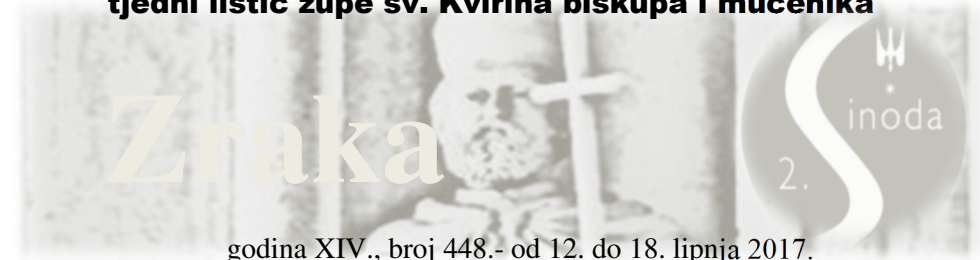 tjedni listić župe sv. Kvirina biskupa i mučenika
Zraka
Sinoda
2.
godina XIV., broj 448.- od 12. do 18. lipnja 2017.